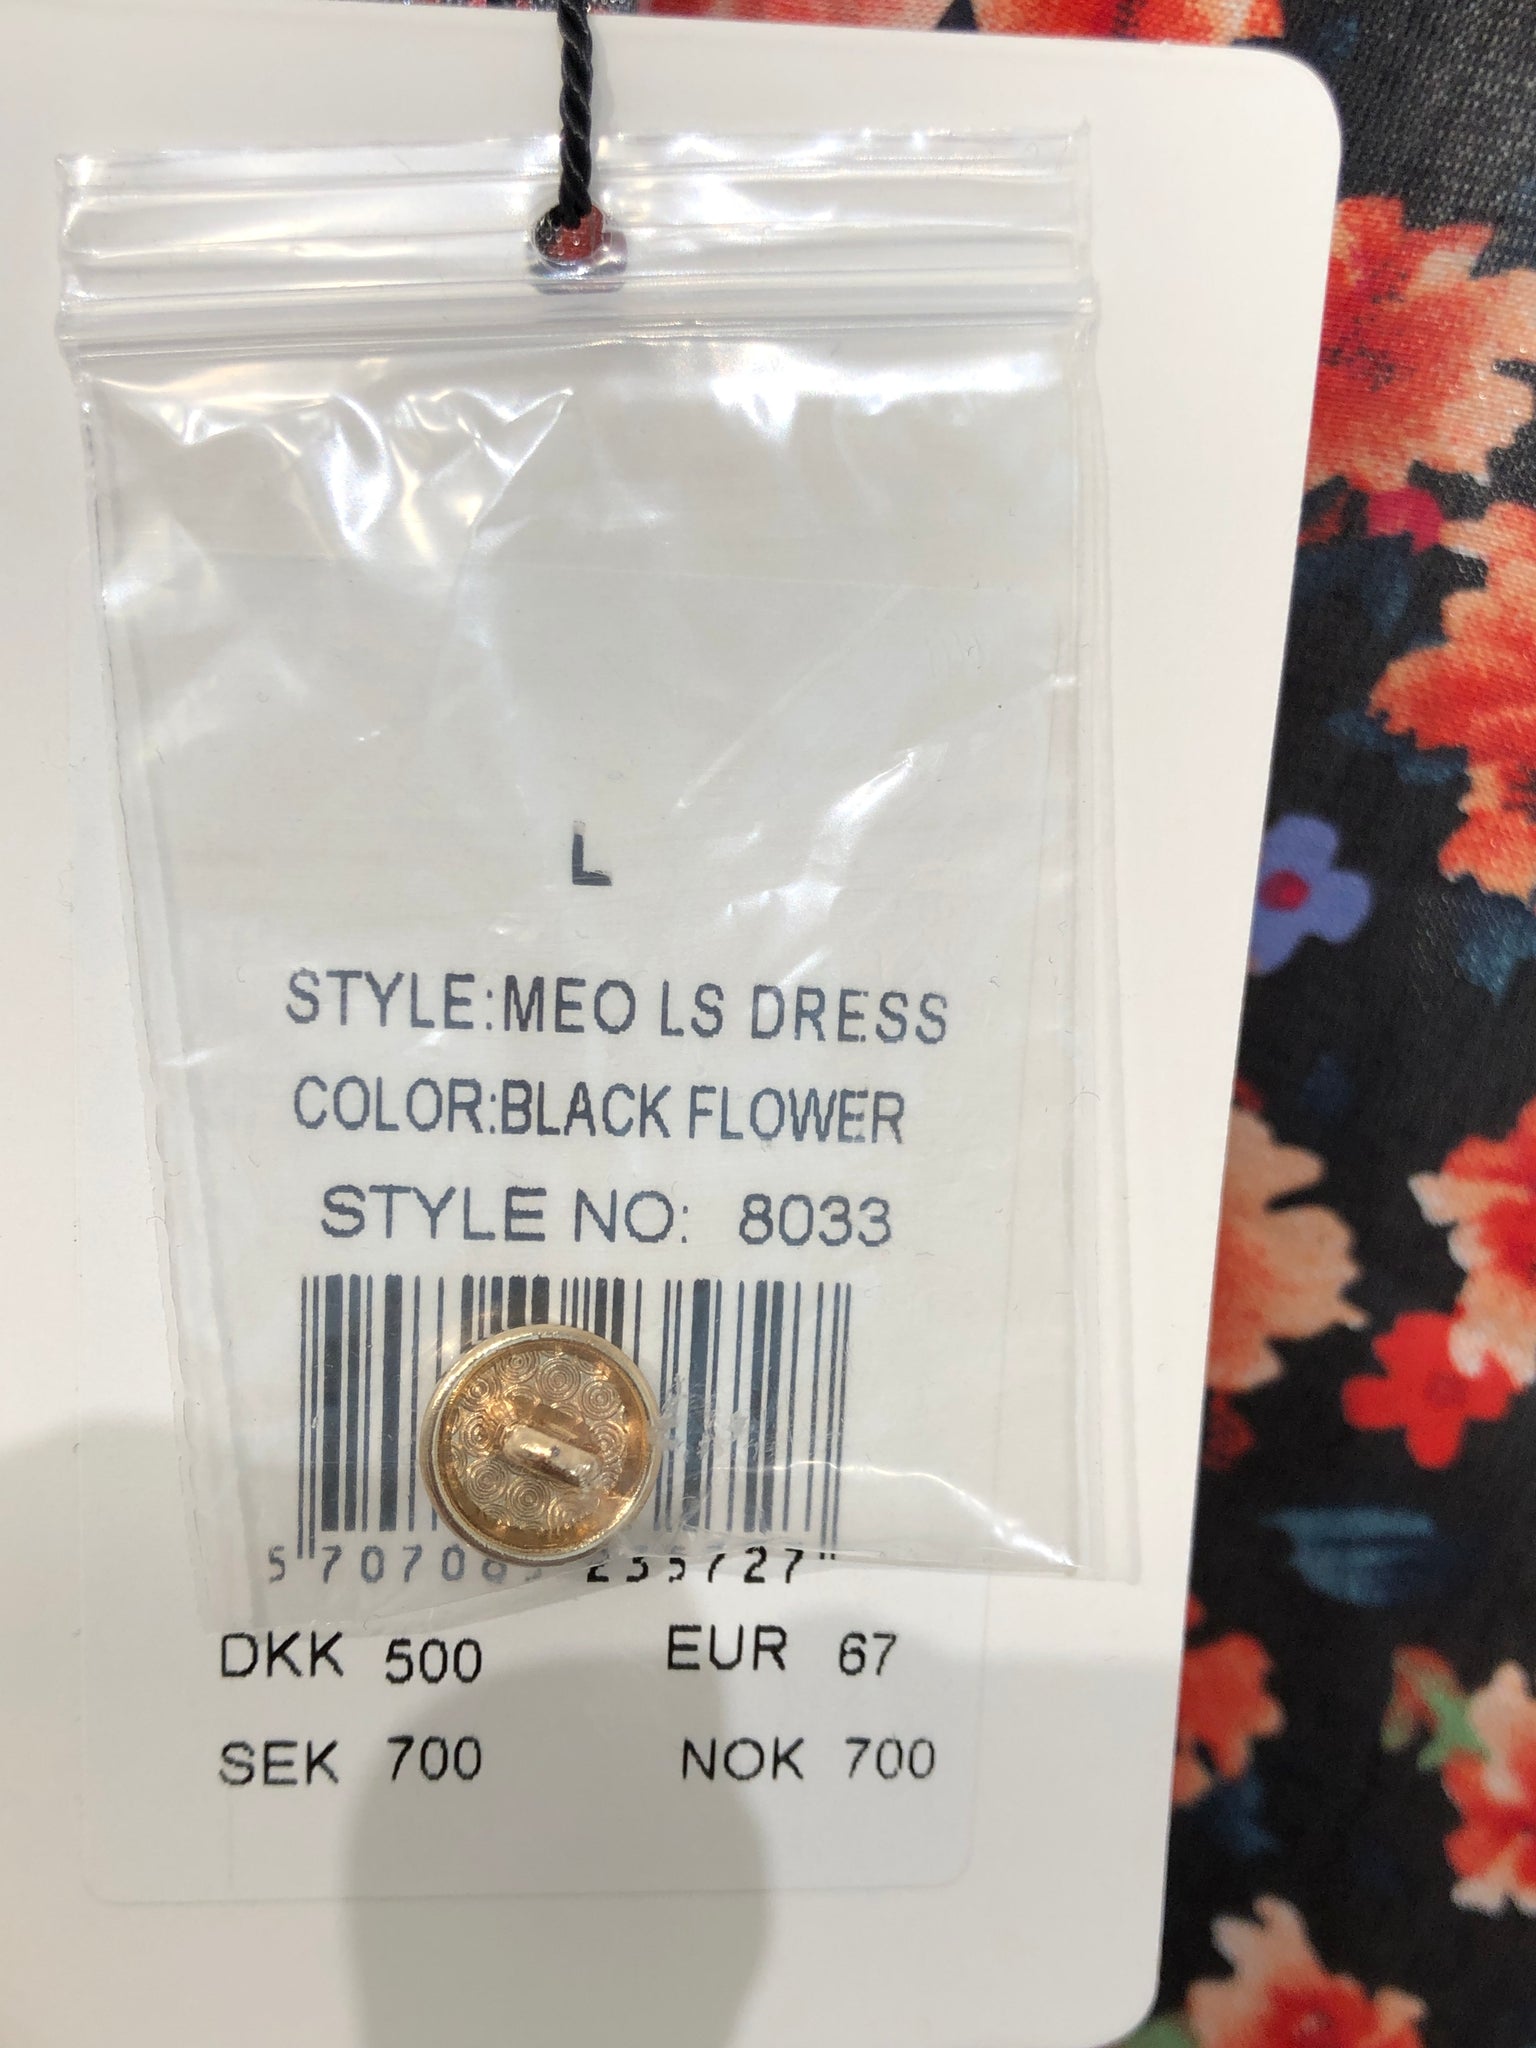 L
STYLE:MEO LS DRESS
COLOR:BLACK FLOWER
STYLE NO: 8033
DKK 500 EUR 67
SEK 700 NOK 700